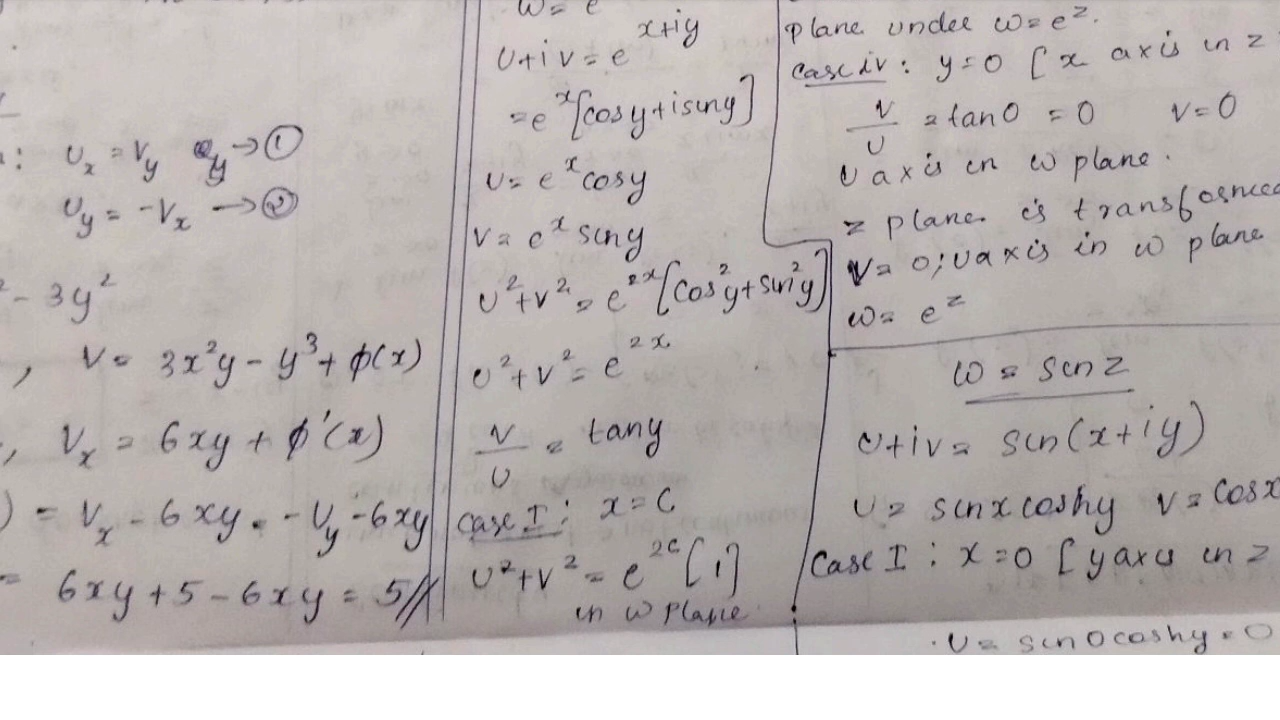 : u_x = v_y → ①
u_y = -v_x → ②
- 3y²
, v = 3x²y - y³ + φ(x)
, v_x = 6xy + φ'(x)
) = v_x - 6xy = -u_y - 6xy
= 6xy + 5 - 6xy = 5//
w = e
u+iv = e^{x+iy}
= e^x [cosy + i siny]
u = e^x cosy
v = e^x siny
u² + v² = e^{2x} [cos²y + sin²y]
u² + v² = e^{2x}
v/u = tany
case I : x = c
u² + v² = e^{2c} [1]
in w plane
plane under w = e^z.
case iv : y = 0 [x axis in z
v/u = tan0 = 0 v = 0
u axis in w plane.
z plane is transformed
v = 0; u axis in w plane
w = e^z
w = sin z
u+iv = sin(x+iy)
u = sinx coshy v = cosx
Case I : x = 0 [y axis in z
u = sin0 coshy = 0